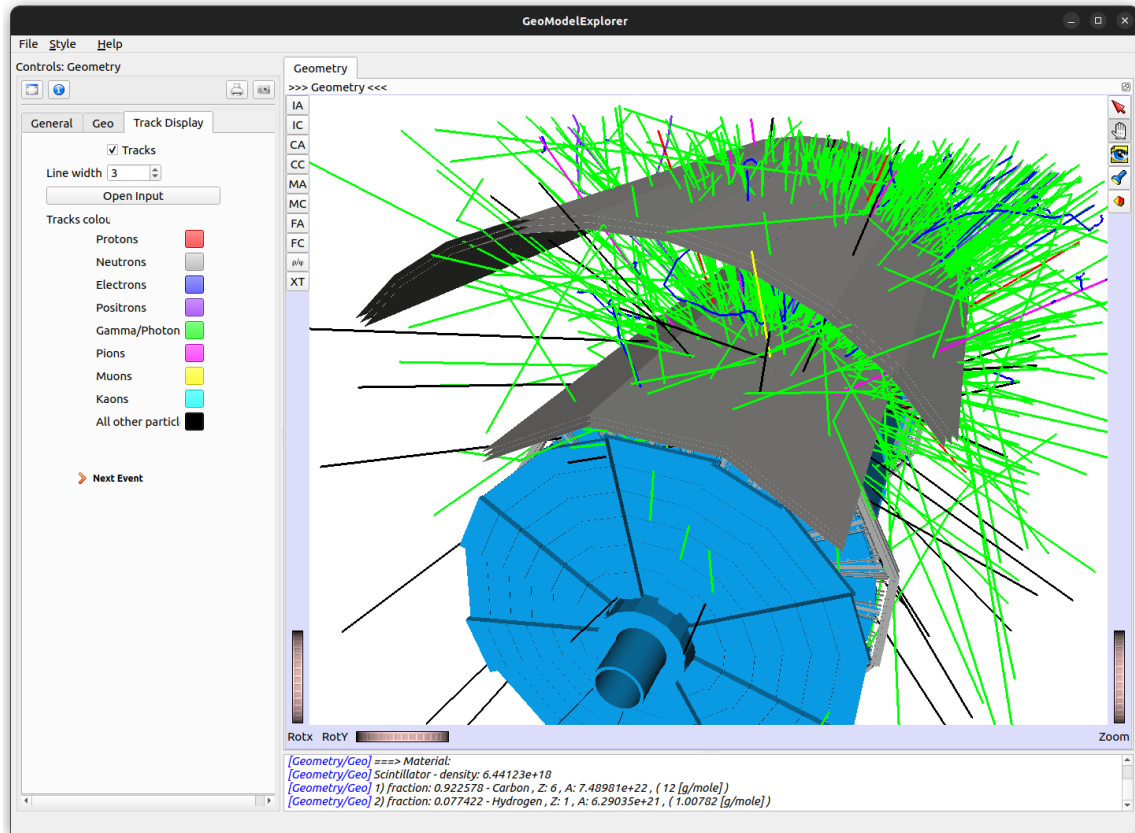 GeoModelExplorer
File Style Help
Controls: Geometry
General Geo Track Display
Tracks
Line width 3
Open Input
Tracks colou
Protons
Neutrons
Electrons
Positrons
Gamma/Photon
Pions
Muons
Kaons
All other particl
Next Event
Geometry
>>> Geometry <<<
IA
IC
CA
CC
MA
MC
FA
FC
ρ/φ
XT
Rotx RotY Zoom
[Geometry/Geo] ===> Material:
[Geometry/Geo] Scintillator - density: 6.44123e+18
[Geometry/Geo] 1) fraction: 0.922578 - Carbon , Z: 6 , A: 7.48981e+22 , ( 12 [g/mole] )
[Geometry/Geo] 2) fraction: 0.077422 - Hydrogen , Z: 1 , A: 6.29035e+21 , ( 1.00782 [g/mole] )